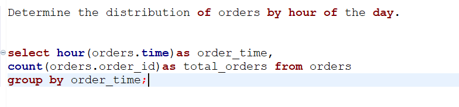 Determine the distribution of orders by hour of the day.
select hour(orders.time)as order_time,
count(orders.order_id)as total_orders from orders
group by order_time;